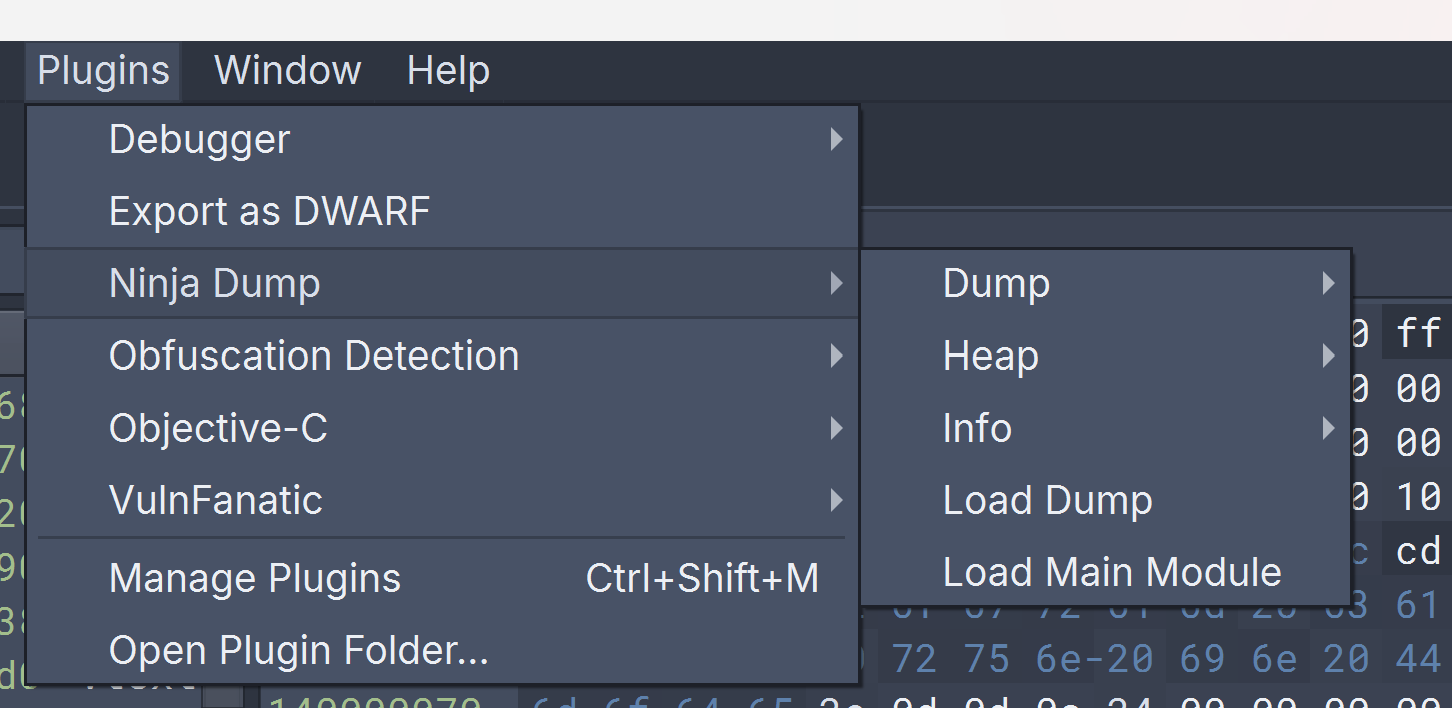 Plugins Window Help
Debugger
Export as DWARF
Ninja Dump
Obfuscation Detection
Objective-C
VulnFanatic
Manage Plugins Ctrl+Shift+M
Open Plugin Folder...
Dump
Heap
Info
Load Dump
Load Main Module
ff
00
00
10
cd
61
72 75 6e-20 69 6e 20 44